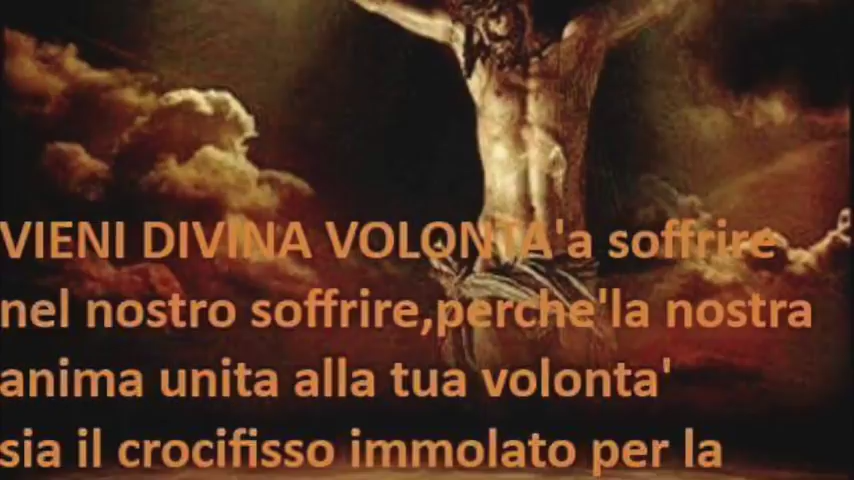 VIENI DIVINA VOLONTA'a soffrire
nel nostro soffrire,perche'la nostra
anima unita alla tua volonta'
sia il crocifisso immolato per la